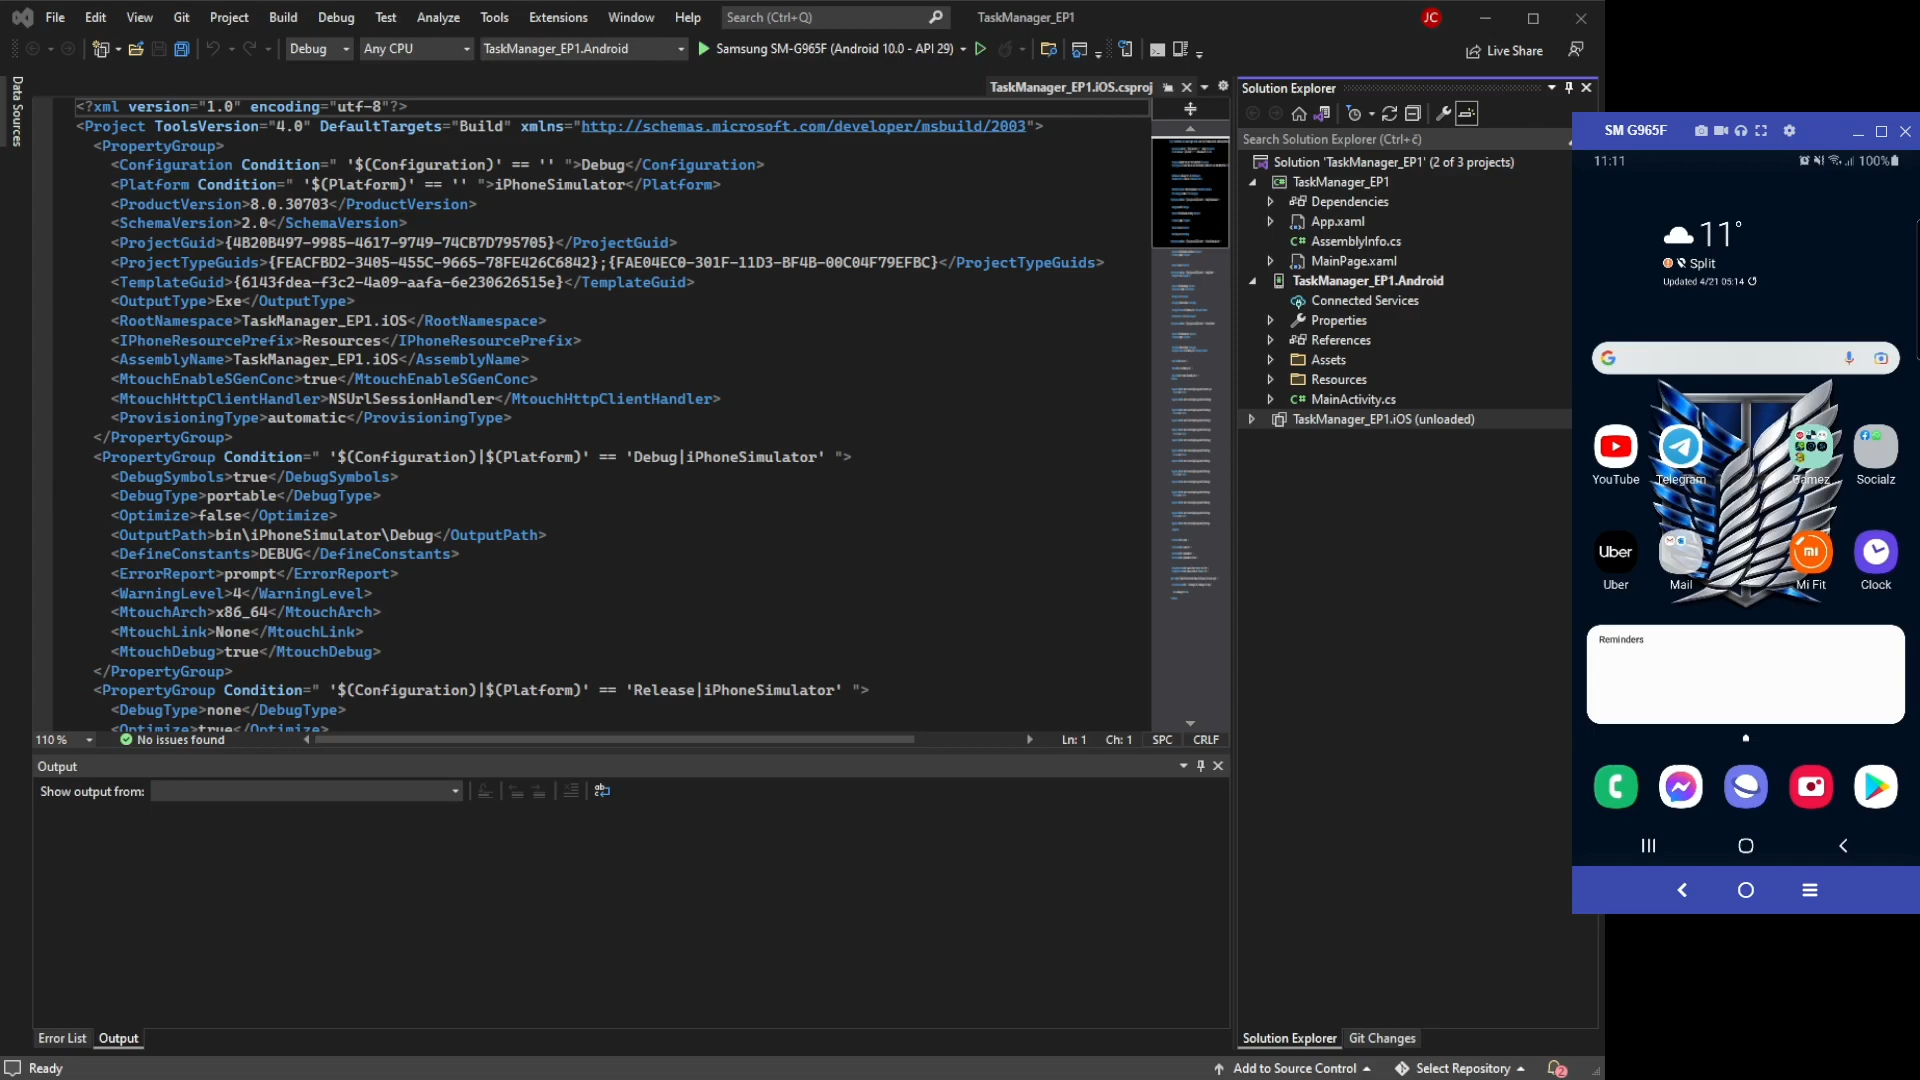 File Edit View Git Project Build Debug Test Analyze Tools Extensions Window Help Search (Ctrl+Q) TaskManager_EP1 JC
Debug Any CPU TaskManager_EP1.Android Samsung SM-G965F (Android 10.0 - API 29) Live Share
Data Sources
TaskManager_EP1.iOS.csproj
<?xml version="1.0" encoding="utf-8"?>
<Project ToolsVersion="4.0" DefaultTargets="Build" xmlns="http://schemas.microsoft.com/developer/msbuild/2003">
<PropertyGroup>
<Configuration Condition=" '$(Configuration)' == '' ">Debug</Configuration>
<Platform Condition=" '$(Platform)' == '' ">iPhoneSimulator</Platform>
<ProductVersion>8.0.30703</ProductVersion>
<SchemaVersion>2.0</SchemaVersion>
<ProjectGuid>{4B20B497-9985-4617-9749-74CB7D795705}</ProjectGuid>
<ProjectTypeGuids>{FEACFBD2-3405-455C-9665-78FE426C6842};{FAE04EC0-301F-11D3-BF4B-00C04F79EFBC}</ProjectTypeGuids>
<TemplateGuid>{6143fdea-f3c2-4a09-aafa-6e230626515e}</TemplateGuid>
<OutputType>Exe</OutputType>
<RootNamespace>TaskManager_EP1.iOS</RootNamespace>
<IPhoneResourcePrefix>Resources</IPhoneResourcePrefix>
<AssemblyName>TaskManager_EP1.iOS</AssemblyName>
<MtouchEnableSGenConc>true</MtouchEnableSGenConc>
<MtouchHttpClientHandler>NSUrlSessionHandler</MtouchHttpClientHandler>
<ProvisioningType>automatic</ProvisioningType>
</PropertyGroup>
<PropertyGroup Condition=" '$(Configuration)|$(Platform)' == 'Debug|iPhoneSimulator' ">
<DebugSymbols>true</DebugSymbols>
<DebugType>portable</DebugType>
<Optimize>false</Optimize>
<OutputPath>bin\iPhoneSimulator\Debug</OutputPath>
<DefineConstants>DEBUG</DefineConstants>
<ErrorReport>prompt</ErrorReport>
<WarningLevel>4</WarningLevel>
<MtouchArch>x86_64</MtouchArch>
<MtouchLink>None</MtouchLink>
<MtouchDebug>true</MtouchDebug>
</PropertyGroup>
<PropertyGroup Condition=" '$(Configuration)|$(Platform)' == 'Release|iPhoneSimulator' ">
<DebugType>none</DebugType>
<Optimize>true</Optimize>
110 % No issues found Ln: 1 Ch: 1 SPC CRLF
Output
Show output from:
Error List Output
Solution Explorer
Search Solution Explorer (Ctrl+č)
Solution 'TaskManager_EP1' (2 of 3 projects)
TaskManager_EP1
Dependencies
App.xaml
AssemblyInfo.cs
MainPage.xaml
TaskManager_EP1.Android
Connected Services
Properties
References
Assets
Resources
MainActivity.cs
TaskManager_EP1.iOS (unloaded)
Solution Explorer Git Changes
Ready Add to Source Control Select Repository 2
SM G965F
11:11 100%
11°
Split
Updated 4/21 05:14
YouTube Telegram Gamez Socialz
Uber
Uber Mail Mi Fit Clock
Reminders